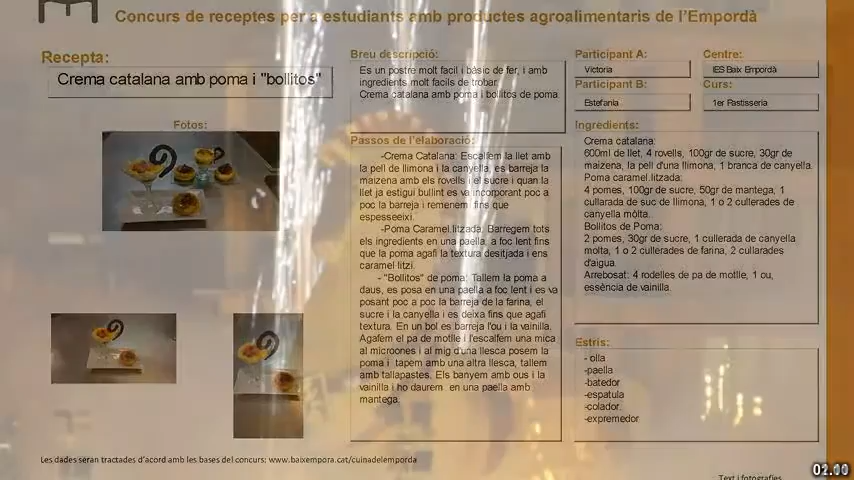 Concurs de receptes per a estudiants amb productes agroalimentaris de l'Empordà
Recepta:
Crema catalana amb poma i "bollitos"
Fotos:
Breu descripció:
Es un postre molt facil i bàsic de fer, i amb
ingredients molt facils de trobar.
Crema catalana amb poma i bollitos de poma
Passos de l'elaboració:
-Crema Catalana: Escalfem la llet amb
la pell de llimona i la canyella, es barreja la
maizena amb els rovells i el sucre i quan la
llet ja estigui bullint es va incorporant poc a
poc la barreja i remenem fins que
espesseeixi.
-Poma Caramel.litzada: Barregem tots
els ingredients en una paella, a foc lent fins
que la poma agafi la textura desitjada i ens
caramel.litzi.
- "Bollitos" de poma: Tallem la poma a
daus, es posa en una paella a foc lent i es va
posant poc a poc la barreja de la farina, el
sucre i la canyella i es deixa fins que agafi
textura. En un bol es barreja l'ou i la vainilla.
Agafem el pa de motlle i l'escalfem una mica
al microones i al mig d'una llesca posem la
poma i tapem amb una altra llesca, tallem
amb tallapastes. Els banyem amb ous i la
vainilla i ho daurem en una paella amb
mantega.
Participant A:
Victoria
Centre:
IES Baix Empordà
Participant B:
Estefania
Curs:
1er Pastisseria
Ingredients:
Crema catalana:
600ml de llet, 4 rovells, 100gr de sucre, 30gr de
maizena, la pell d'una llimona, 1 branca de canyella.
Poma caramel.litzada:
4 pomes, 100gr de sucre, 50gr de mantega, 1
cullarada de suc de llimona, 1 o 2 culleres de
canyella mòlta.
Bollitos de Poma:
2 pomes, 30gr de sucre, 1 cullerada de canyella
molta, 1 o 2 cullerades de farina, 2 cullarades
d'aigua.
Arrebosat: 4 rodelles de pa de motlle, 1 ou,
essència de vainilla.
Estris:
- olla
-paella
-batedor
-espatula
-colador.
-expremedor
Les dades seran tractades d'acord amb les bases del concurs: www.baixempora.cat/cuinadelemporda
Text i fotografies
02.00